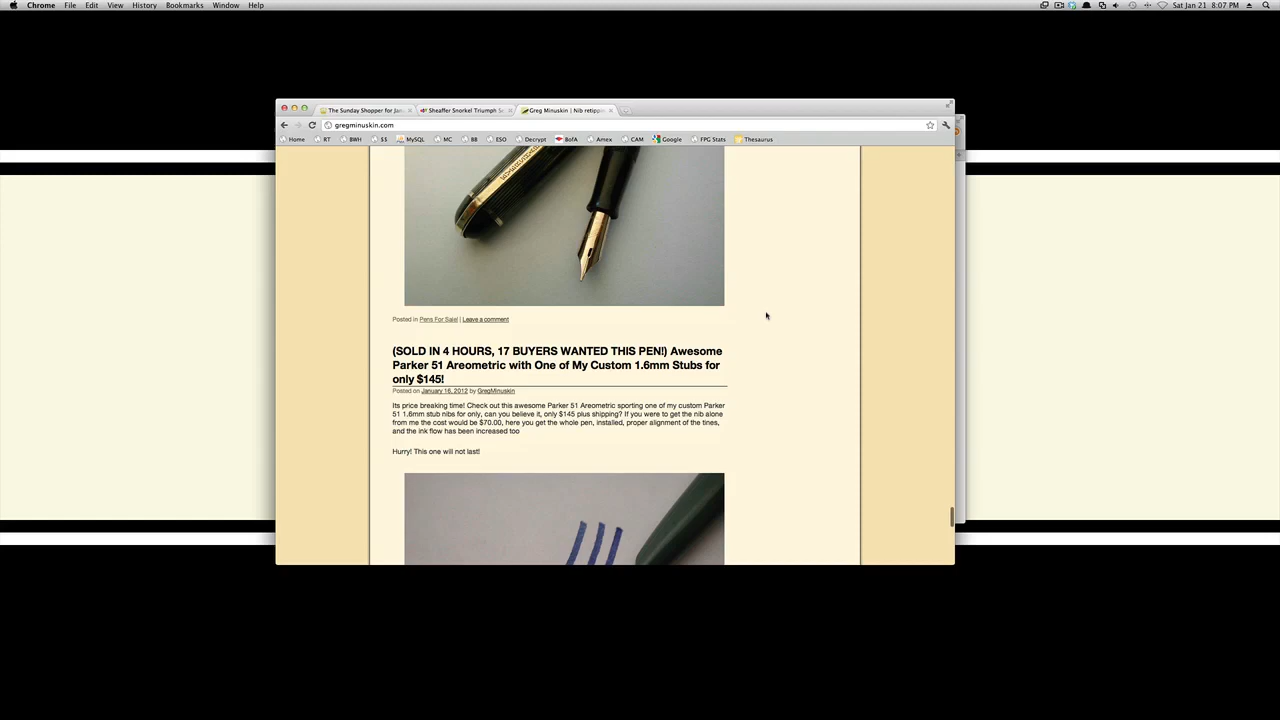 Chrome File Edit View History Bookmarks Window Help Sat Jan 21 8:07 PM
The Sunday Shopper for Jan Sheaffer Snorkel Triumph Greg Minuskin | Nib retippin
gregminuskin.com
Home RT BWH $$ MySQL MC BB ESO Decrypt BofA Amex CAM Google FPG Stats Thesaurus
Posted in Pens For Sale! | Leave a comment
(SOLD IN 4 HOURS, 17 BUYERS WANTED THIS PEN!) Awesome
Parker 51 Areometric with One of My Custom 1.6mm Stubs for
only $145!
Posted on January 16, 2012 by GregMinuskin
Its price breaking time! Check out this awesome Parker 51 Areometric sporting one of my custom Parker
51 1.6mm stub nibs for only, can you believe it, only $145 plus shipping? If you were to get the nib alone
from me the cost would be $70.00, here you get the whole pen, installed, proper alignment of the tines,
and the ink flow has been increased too
Hurry! This one will not last!